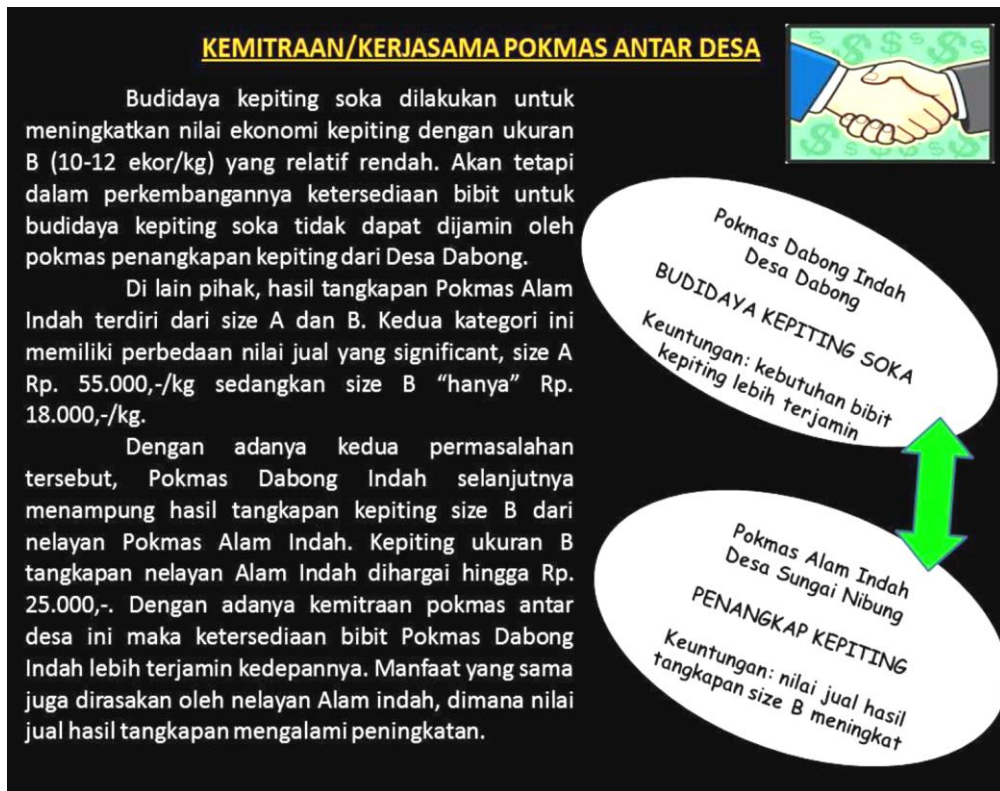 KEMITRAAN/KERJASAMA POKMAS ANTAR DESA
Budidaya kepiting soka dilakukan untuk
meningkatkan nilai ekonomi kepiting dengan ukuran
B (10-12 ekor/kg) yang relatif rendah. Akan tetapi
dalam perkembangannya ketersediaan bibit untuk
budidaya kepiting soka tidak dapat dijamin oleh
pokmas penangkapan kepiting dari Desa Dabong.
Di lain pihak, hasil tangkapan Pokmas Alam
Indah terdiri dari size A dan B. Kedua kategori ini
memiliki perbedaan nilai jual yang significant, size A
Rp. 55.000,-/kg sedangkan size B “hanya” Rp.
18.000,-/kg.
Dengan adanya kedua permasalahan
tersebut, Pokmas Dabong Indah selanjutnya
menampung hasil tangkapan kepiting size B dari
nelayan Pokmas Alam Indah. Kepiting ukuran B
tangkapan nelayan Alam Indah dihargai hingga Rp.
25.000,-. Dengan adanya kemitraan pokmas antar
desa ini maka ketersediaan bibit Pokmas Dabong
Indah lebih terjamin kedepannya. Manfaat yang sama
juga dirasakan oleh nelayan Alam indah, dimana nilai
jual hasil tangkapan mengalami peningkatan.
Pokmas Dabong Indah
Desa Dabong
BUDIDAYA KEPITING SOKA
Keuntungan: kebutuhan bibit
kepiting lebih terjamin
Pokmas Alam Indah
Desa Sungai Nibung
PENANGKAP KEPITING
Keuntungan: nilai jual hasil
tangkapan size B meningkat